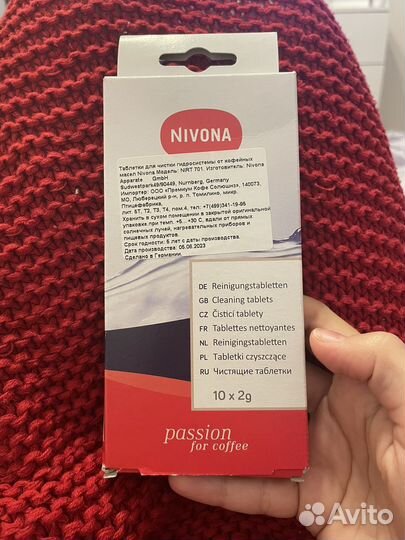 NIVONA
Таблетки для чистки гидросистемы от кофейных
масел Nivona Модель: NIRT 701. Изготовитель: Nivona
Apparate GmbH
Sudwestpark49/90449, Nurnberg, Germany
Импортер: ООО «Премиум Кофе Солюшнз», 140073,
МО, Люберецкий р-н, р. п. Томилино, мкр.
Птицефабрика,
лит. 5Т, Т2, Т3, Т4, пом.4, тел: +7(499)341-19-95
Хранить в сухом помещении в закрытой оригинальной
упаковке,при темп. +5... +30 С, вдали от прямых
солнечных лучей, нагревательных приборов и
пищевых продуктов.
Срок годности: 5 лет с даты производства.
Дата производства: 05.06.2023
Сделано в Германии.
DE Reinigungstabletten
GB Cleaning tablets
CZ Čisticí tablety
FR Tablettes nettoyantes
NL Reinigingstabletten
PL Tabletki czyszczące
RU Чистящие таблетки
10 x 2g
passion
for coffee
Avito